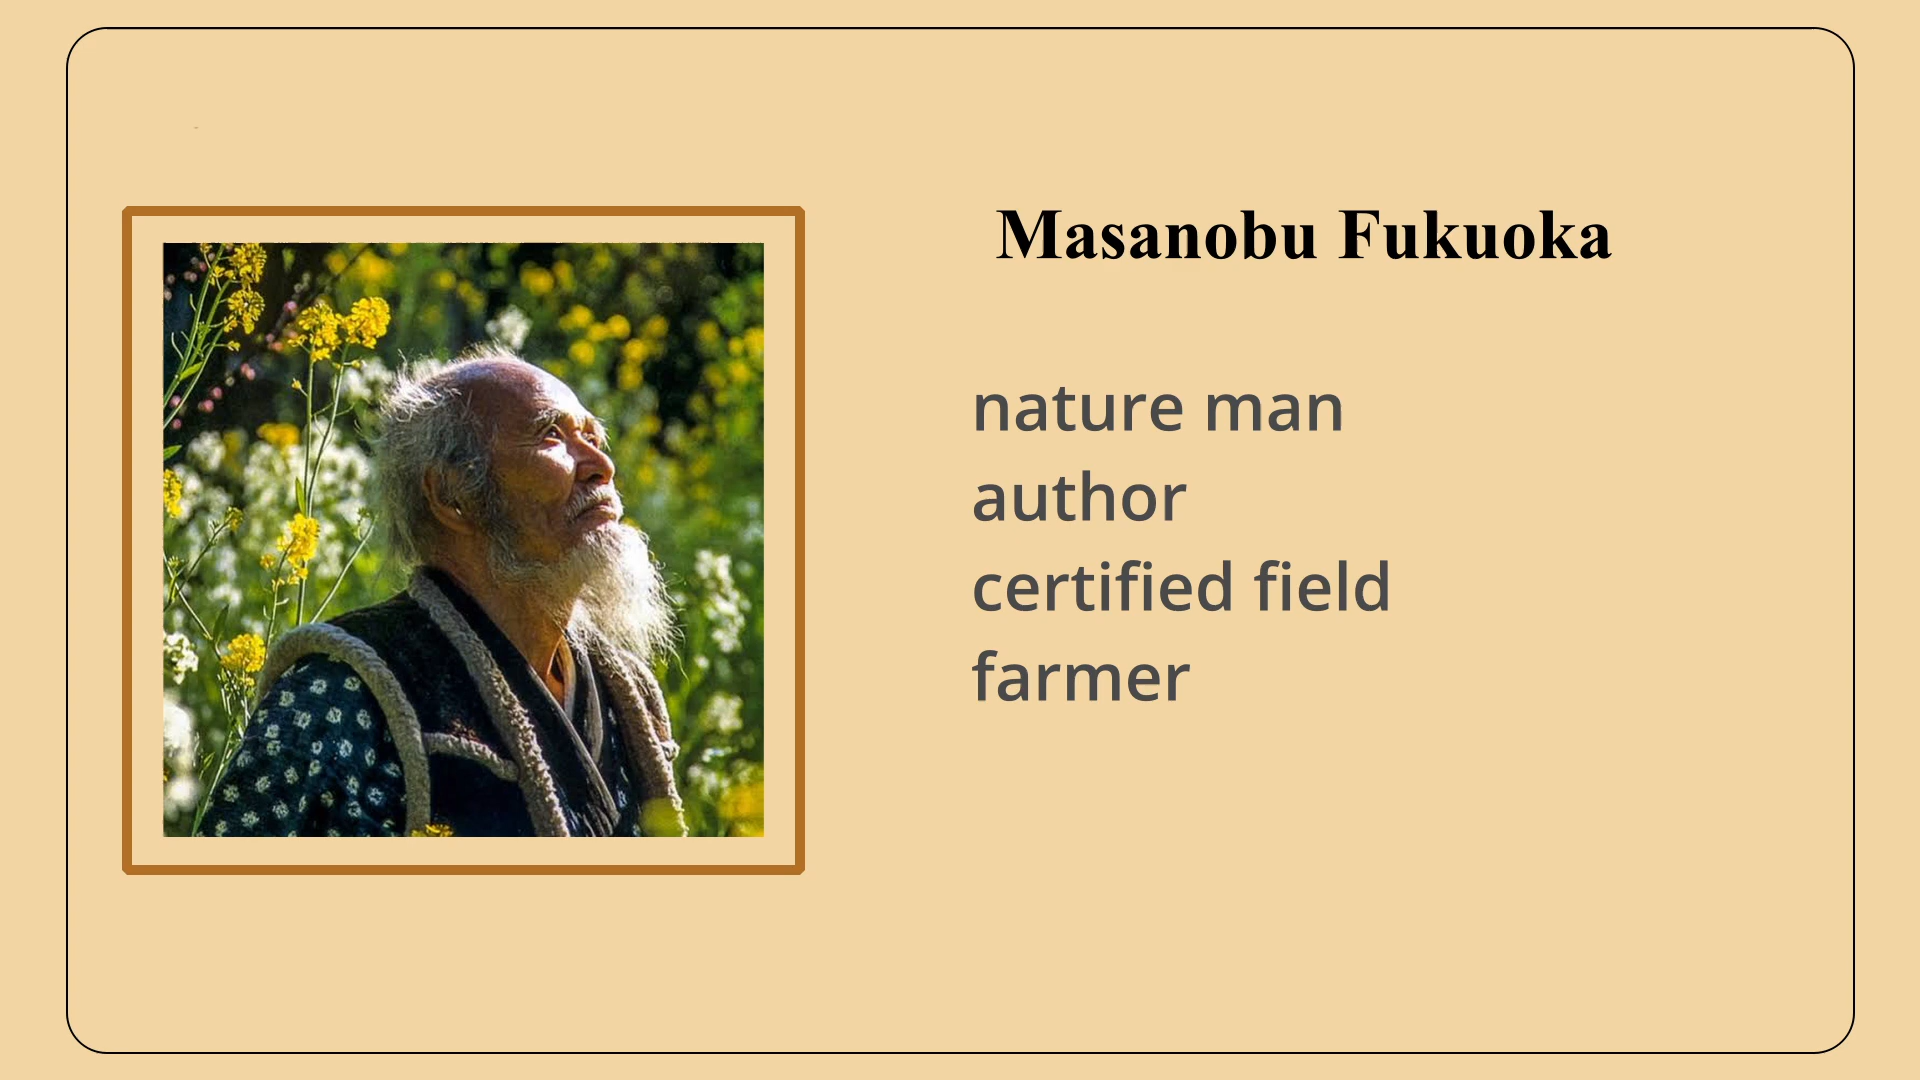 Masanobu Fukuoka
nature man
author
certified field
farmer